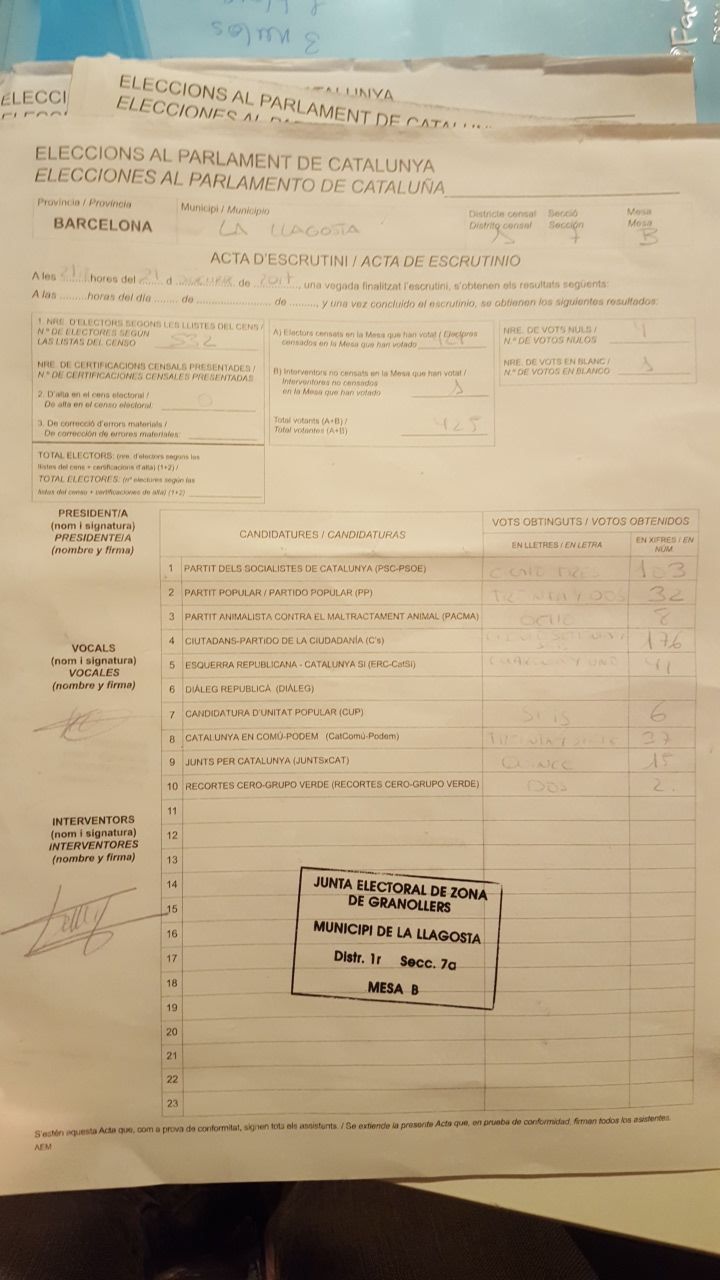 3 votos
ELECCI
ELECCIONS AL PARLAMENT DE CATALUNYA
ELECCIONES AL
ELECCIONS AL PARLAMENT DE CATALUNYA
ELECCIONES AL PARLAMENTO DE CATALUÑA
Província / Provincia
Municipi / Municipio
Districte censal Secció Mesa
Distrito censal Sección Mesa
BARCELONA LA LLAGOSTA 7 B
ACTA D'ESCRUTINI / ACTA DE ESCRUTINIO
A les 21 hores del 21 d de 2017, una vegada finalitzat l'escrutini, s'obtenen els resultats següents:
A las ........horas del día ....... de ........................ de ........, y una vez concluido el escrutinio, se obtienen los siguientes resultados:
1. NRE. D'ELECTORS SEGONS LES LLISTES DEL CENS /
N.º DE ELECTORES SEGÚN
LAS LISTAS DEL CENSO 532
NRE. DE CERTIFICACIONS CENSALS PRESENTADES /
N.º DE CERTIFICACIONES CENSALES PRESENTADAS
2. D'alta en el cens electoral /
De alta en el censo electoral: 0
3. De correcció d'errors materials /
De corrección de errores materiales:
TOTAL ELECTORS: (nre. d'electors segons les
llistes del cens + certificacions d'alta) (1+2) /
TOTAL ELECTORES: (nº electores según las
listas del censo + certificaciones de alta) (1+2)
A) Electors censats en la Mesa que han votat / Electores
censados en la Mesa que han votado
B) Interventors no censats en la Mesa que han votat /
Interventores no censados
en la Mesa que han votado
Total votants (A+B) /
Total votantes (A+B) 425
NRE. DE VOTS NULS /
N.º DE VOTOS NULOS 4
NRE. DE VOTS EN BLANC /
N.º DE VOTOS EN BLANCO
PRESIDENT/A
(nom i signatura)
PRESIDENTE/A
(nombre y firma)
VOCALS
(nom i signatura)
VOCALES
(nombre y firma)
INTERVENTORS
(nom i signatura)
INTERVENTORES
(nombre y firma)
CANDIDATURES / CANDIDATURAS
VOTS OBTINGUTS / VOTOS OBTENIDOS
EN LLETRES / EN LETRA
EN XIFRES / EN NÚM.
1 PARTIT DELS SOCIALISTES DE CATALUNYA (PSC-PSOE) CIENTO TRES 103
2 PARTIT POPULAR / PARTIDO POPULAR (PP) TREINTA Y DOS 32
3 PARTIT ANIMALISTA CONTRA EL MALTRACTAMENT ANIMAL (PACMA) OCHO 8
4 CIUTADANS-PARTIDO DE LA CIUDADANÍA (C's) 176
5 ESQUERRA REPUBLICANA - CATALUNYA SÍ (ERC-CatSí) CUARENTA Y UNO 41
6 DIÀLEG REPUBLICÀ (DIÀLEG)
7 CANDIDATURA D'UNITAT POPULAR (CUP) SEIS 6
8 CATALUNYA EN COMÚ-PODEM (CatComú-Podem) TREINTA Y SIETE 37
9 JUNTS PER CATALUNYA (JUNTSxCAT) QUINCE 15
10 RECORTES CERO-GRUPO VERDE (RECORTES CERO-GRUPO VERDE) DOS 2.
11
12
13
14
15
16
17
18
19
20
21
22
23
JUNTA ELECTORAL DE ZONA
DE GRANOLLERS
MUNICIPI DE LA LLAGOSTA
Distr. 1r Secc. 7a
MESA B
S'estén aquesta Acta que, com a prova de conformitat, signen tots els assistents. / Se extiende la presente Acta que, en prueba de conformidad, firman todos los asistentes.
AEM